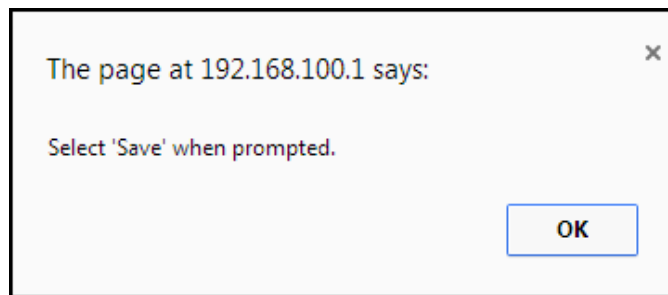 The page at 192.168.100.1 says:
Select 'Save' when prompted.
OK